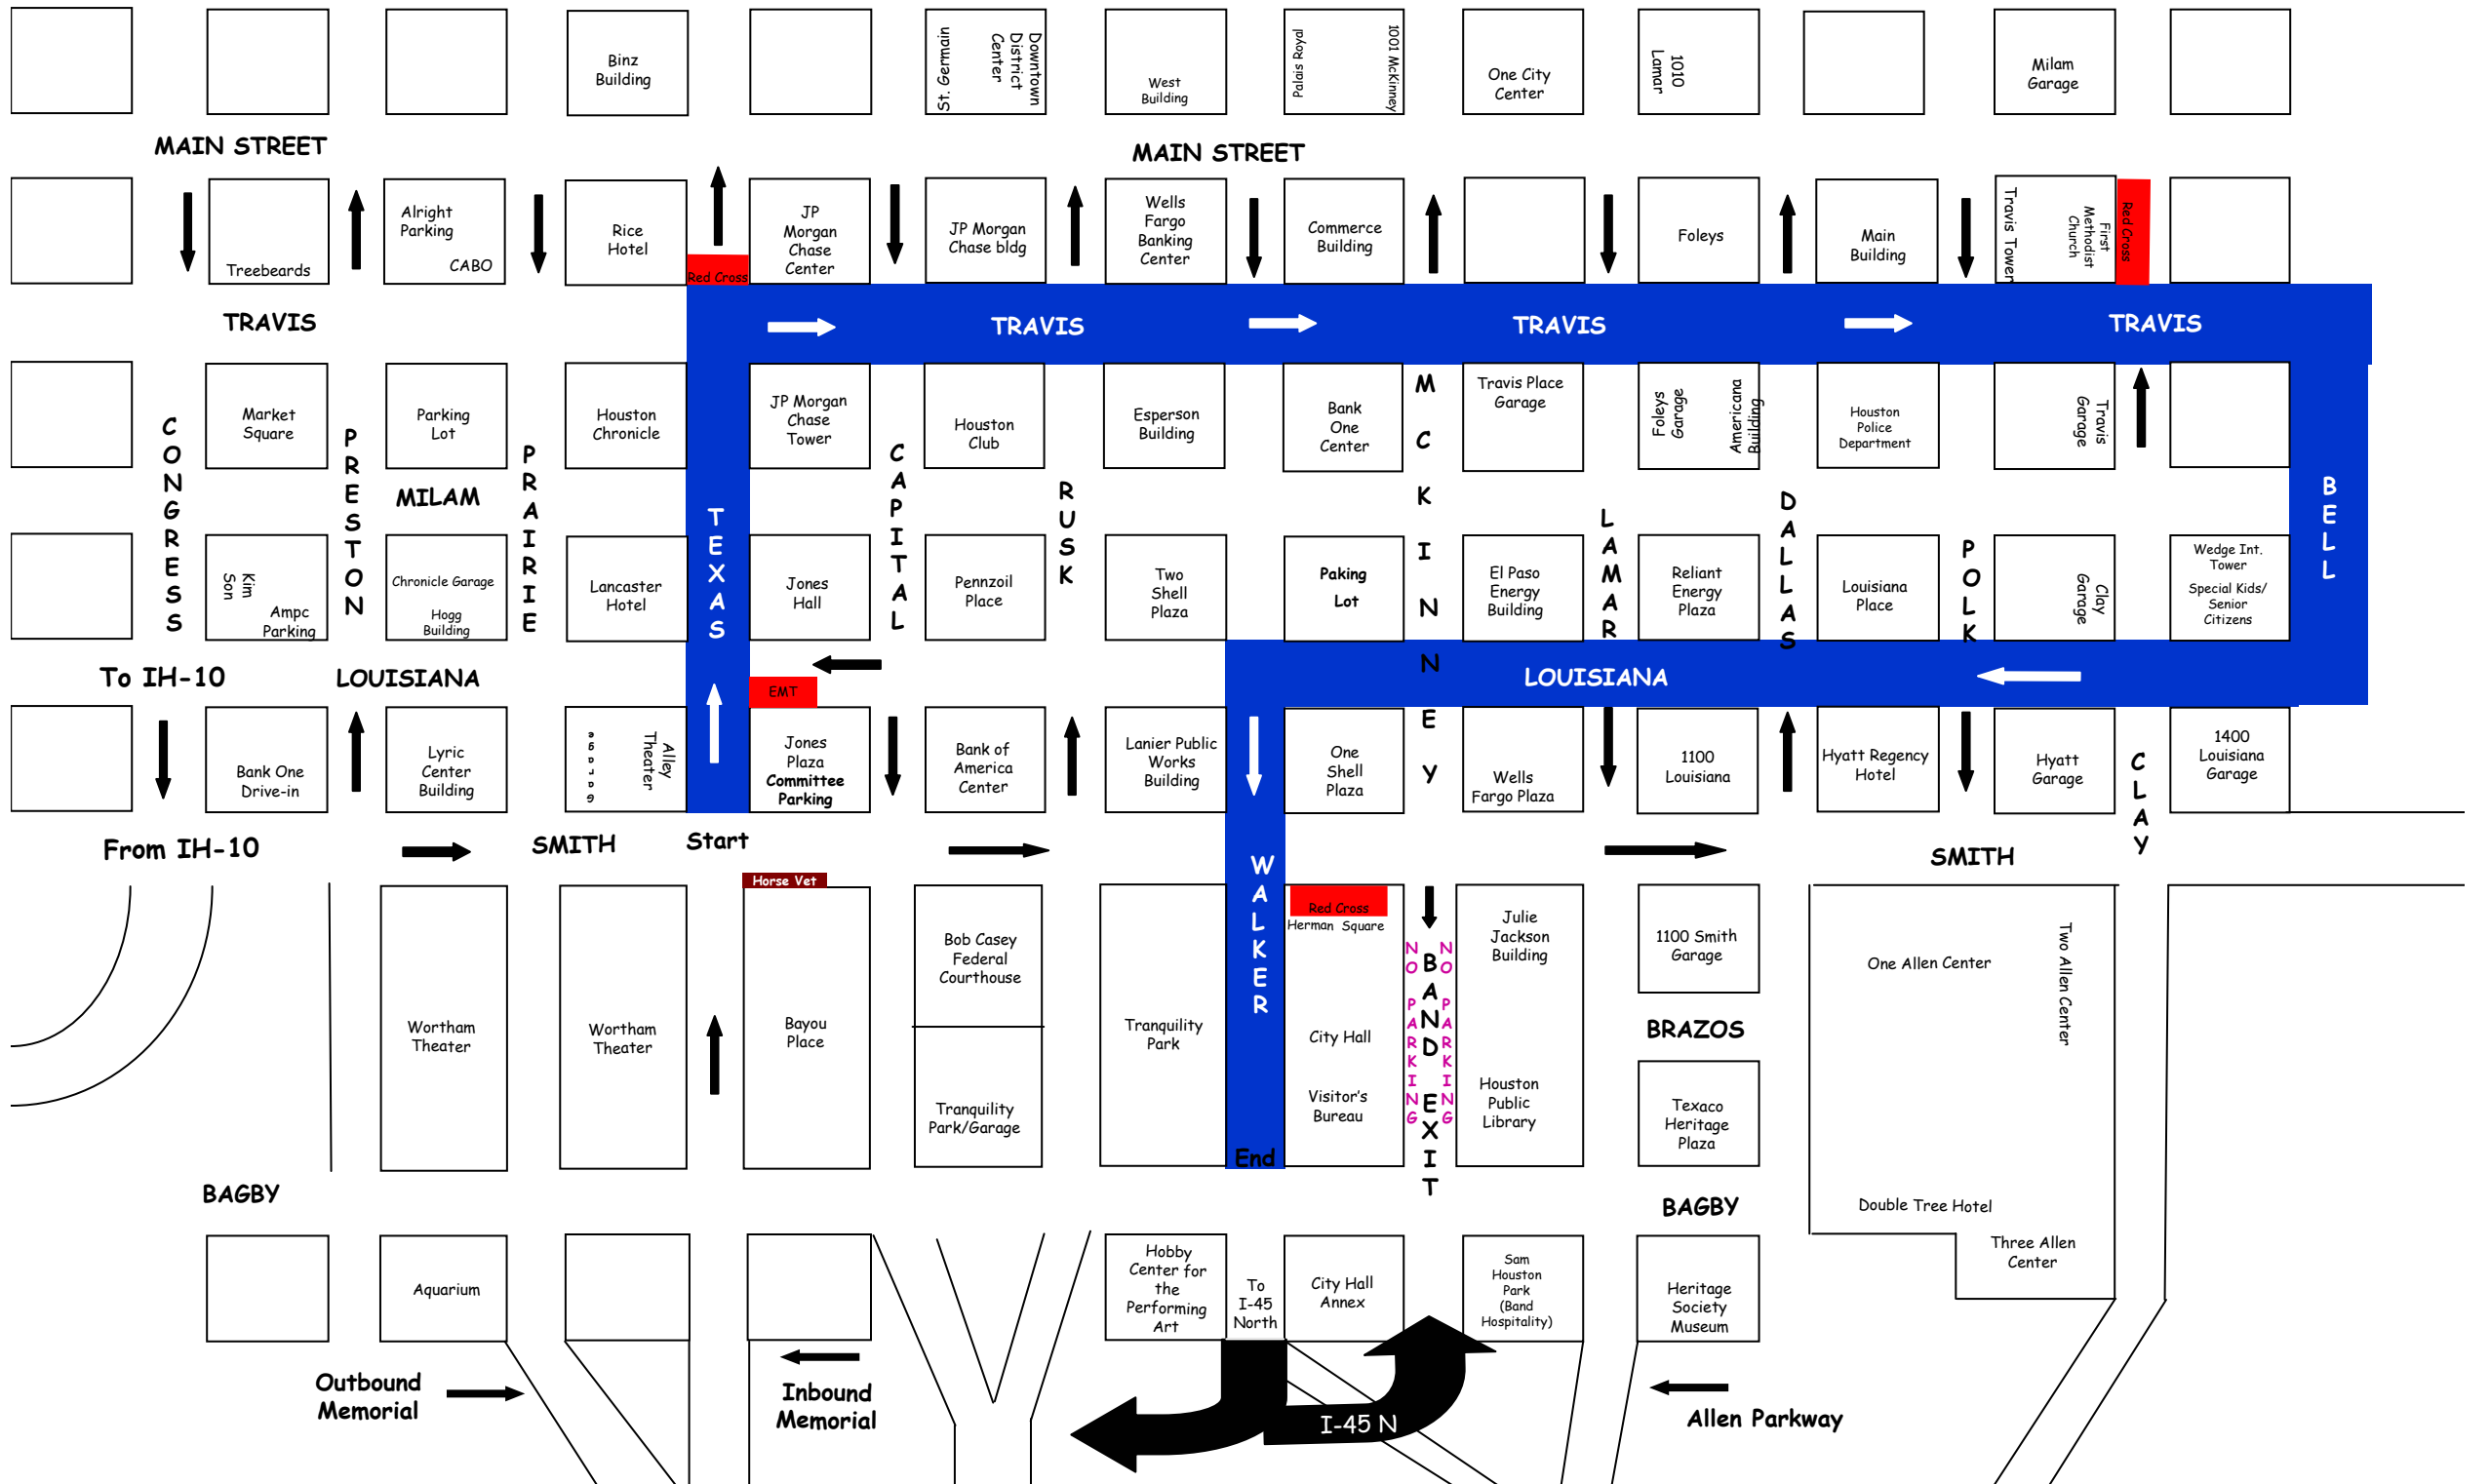 Binz
Building
St. Germain
Downtown
District
Center
West
Building
Palais Royal
1001 McKinney
One City
Center
1010
Lamar
Milam
Garage
MAIN STREET
MAIN STREET
Treebeards
Alright
Parking
CABO
Rice
Hotel
Red Cross
JP
Morgan
Chase
Center
JP Morgan
Chase bldg
Wells
Fargo
Banking
Center
Commerce
Building
Foleys
Main
Building
Travis Tower
First
Methodist
Church
Red Cross
TRAVIS
TRAVIS
TRAVIS
TRAVIS
CONGRESS
Market
Square
PRESTON
Parking
Lot
PRAIRIE
Houston
Chronicle
TEXAS
JP Morgan
Chase
Tower
CAPITAL
Houston
Club
RUSK
Esperson
Building
Bank
One
Center
MCKINNEY
Travis Place
Garage
LAMAR
Foleys
Garage
Americana
Building
DALLAS
Houston
Police
Department
POLK
Travis
Garage
BELL
MILAM
Kim
Son
Ampc
Parking
Chronicle Garage
Hogg
Building
Lancaster
Hotel
Jones
Hall
Pennzoil
Place
Two
Shell
Plaza
Paking
Lot
El Paso
Energy
Building
Reliant
Energy
Plaza
Louisiana
Place
Clay
Garage
Wedge Int.
Tower
Special Kids/
Senior
Citizens
To IH-10
LOUISIANA
EMT
LOUISIANA
Bank One
Drive-in
Lyric
Center
Building
Alley
Theater
Jones
Plaza
Committee
Parking
Bank of
America
Center
Lanier Public
Works
Building
One
Shell
Plaza
Wells
Fargo Plaza
1100
Louisiana
Hyatt Regency
Hotel
Hyatt
Garage
CLAY
1400
Louisiana
Garage
From IH-10
SMITH
Start
SMITH
Horse Vet
WALKER
Red Cross
Herman Square
Wortham
Theater
Wortham
Theater
Bayou
Place
Bob Casey
Federal
Courthouse
Tranquility
Park/Garage
Tranquility
Park
City Hall
Visitor's
Bureau
NO PARKING
BAND EXIT
NO PARKING
Julie
Jackson
Building
Houston
Public
Library
1100 Smith
Garage
BRAZOS
Texaco
Heritage
Plaza
One Allen Center
Two Allen Center
Double Tree Hotel
Three Allen
Center
End
BAGBY
BAGBY
Aquarium
Hobby
Center for
the
Performing
Art
To
I-45
North
City Hall
Annex
Sam
Houston
Park
(Band
Hospitality)
Heritage
Society
Museum
Outbound
Memorial
Inbound
Memorial
I-45 N
Allen Parkway